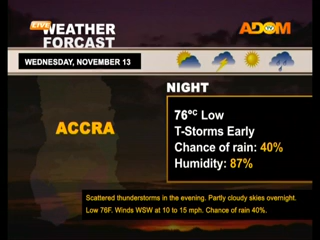 LIVE WEATHER
FORCAST
ADOM TV
WEDNESDAY, NOVEMBER 13
NIGHT
ACCRA
76°C Low
T-Storms Early
Chance of rain: 40%
Humidity: 87%
Scattered thunderstorms in the evening. Partly cloudy skies overnight.
Low 76F. Winds WSW at 10 to 15 mph. Chance of rain 40%.